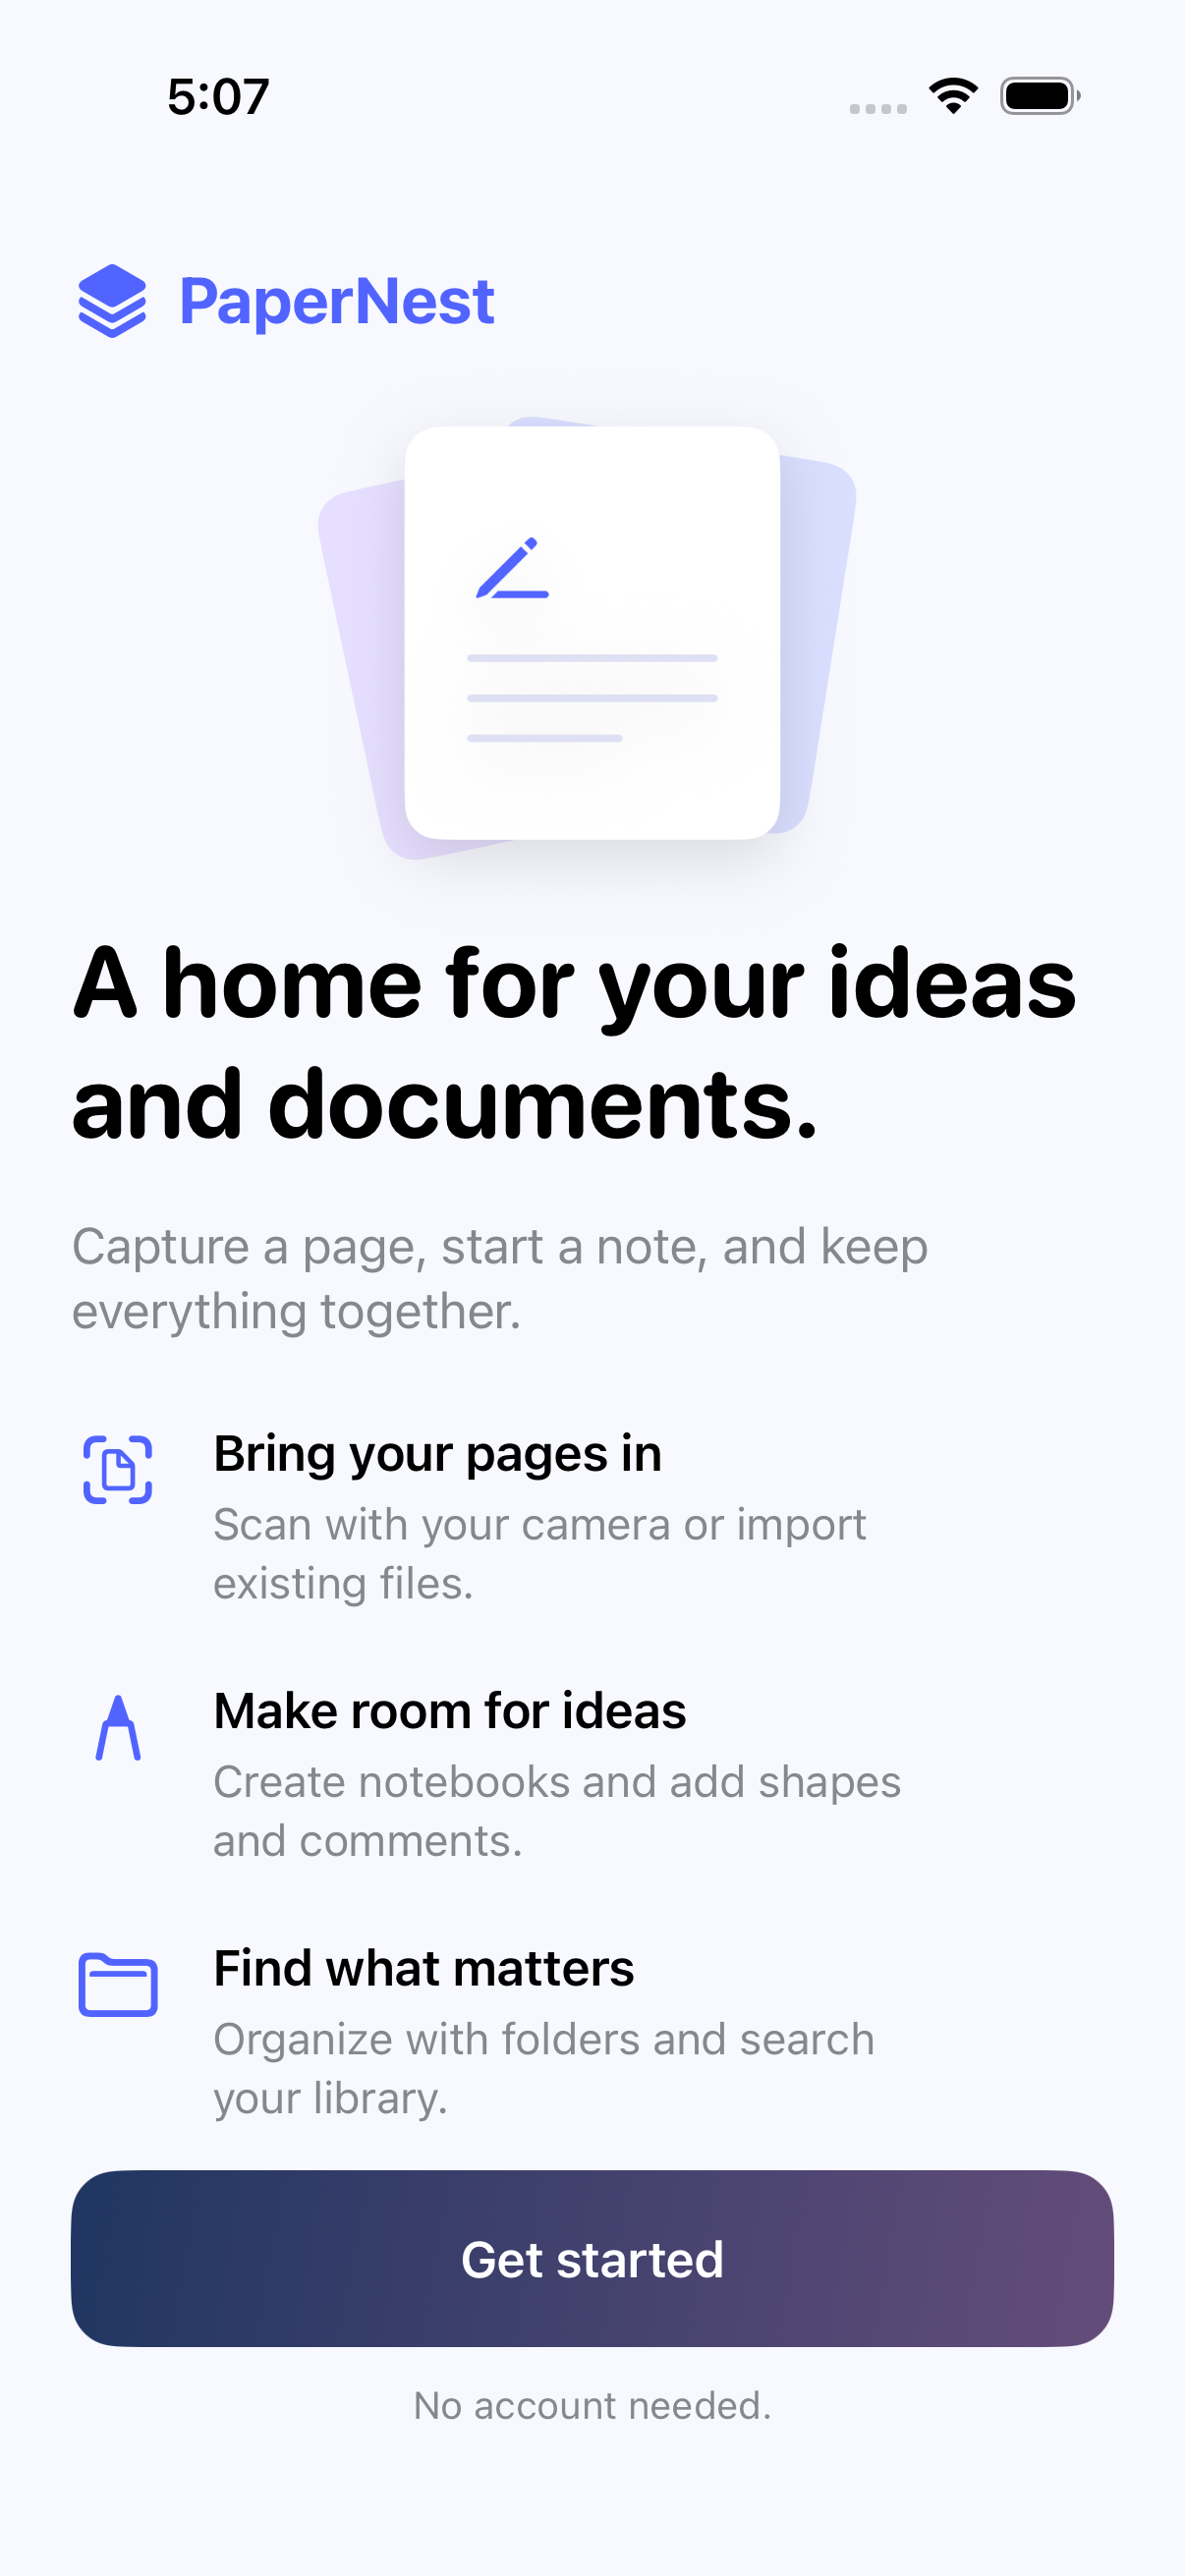 5:07
PaperNest
A home for your ideas
and documents.
Capture a page, start a note, and keep
everything together.
Bring your pages in
Scan with your camera or import
existing files.
Make room for ideas
Create notebooks and add shapes
and comments.
Find what matters
Organize with folders and search
your library.
Get started
No account needed.